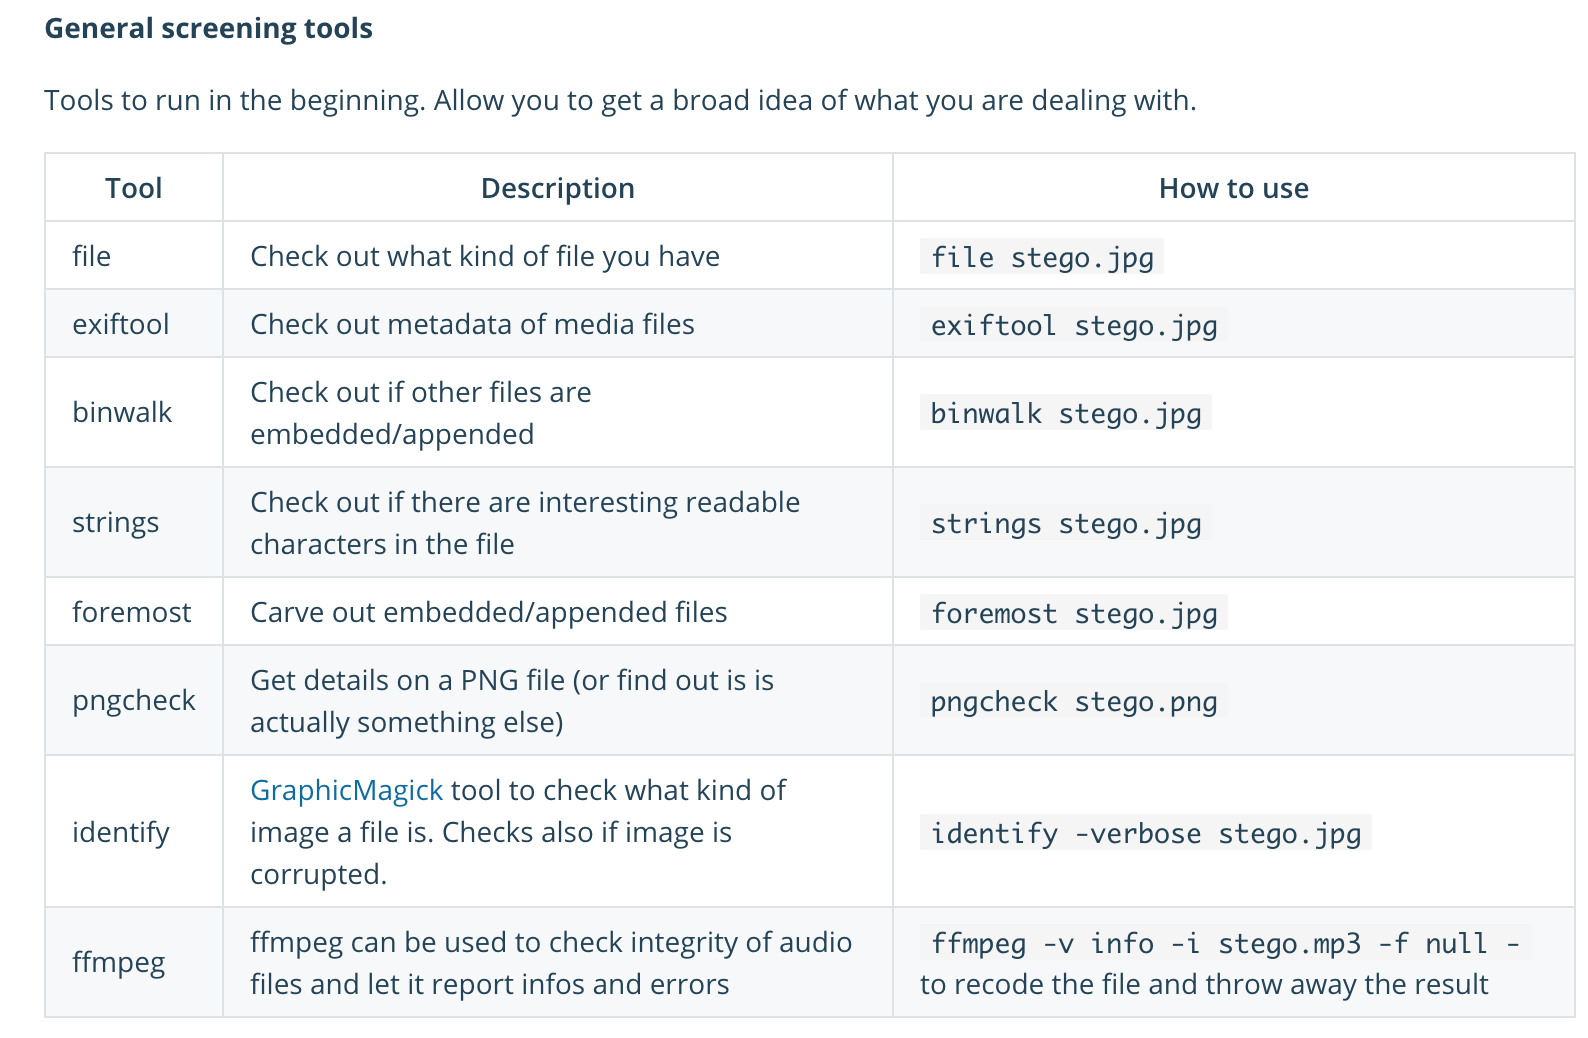 General screening tools
Tools to run in the beginning. Allow you to get a broad idea of what you are dealing with.
Tool Description How to use
file Check out what kind of file you have file stego.jpg
exiftool Check out metadata of media files exiftool stego.jpg
binwalk Check out if other files are
embedded/appended binwalk stego.jpg
strings Check out if there are interesting readable
characters in the file strings stego.jpg
foremost Carve out embedded/appended files foremost stego.jpg
pngcheck Get details on a PNG file (or find out is is
actually something else) pngcheck stego.png
identify GraphicMagick tool to check what kind of
image a file is. Checks also if image is
corrupted. identify -verbose stego.jpg
ffmpeg ffmpeg can be used to check integrity of audio
files and let it report infos and errors ffmpeg -v info -i stego.mp3 -f null -
to recode the file and throw away the result